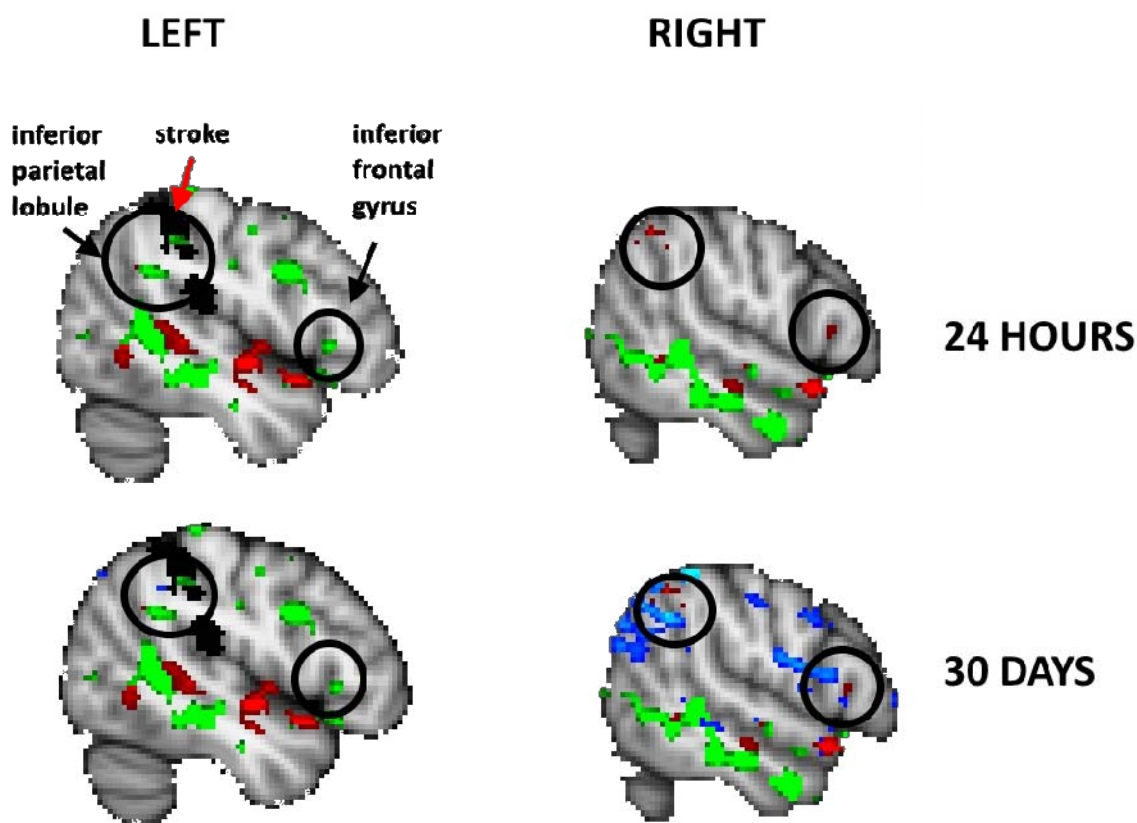 LEFT
RIGHT
inferior
parietal
lobule
stroke
inferior
frontal
gyrus
24 HOURS
30 DAYS